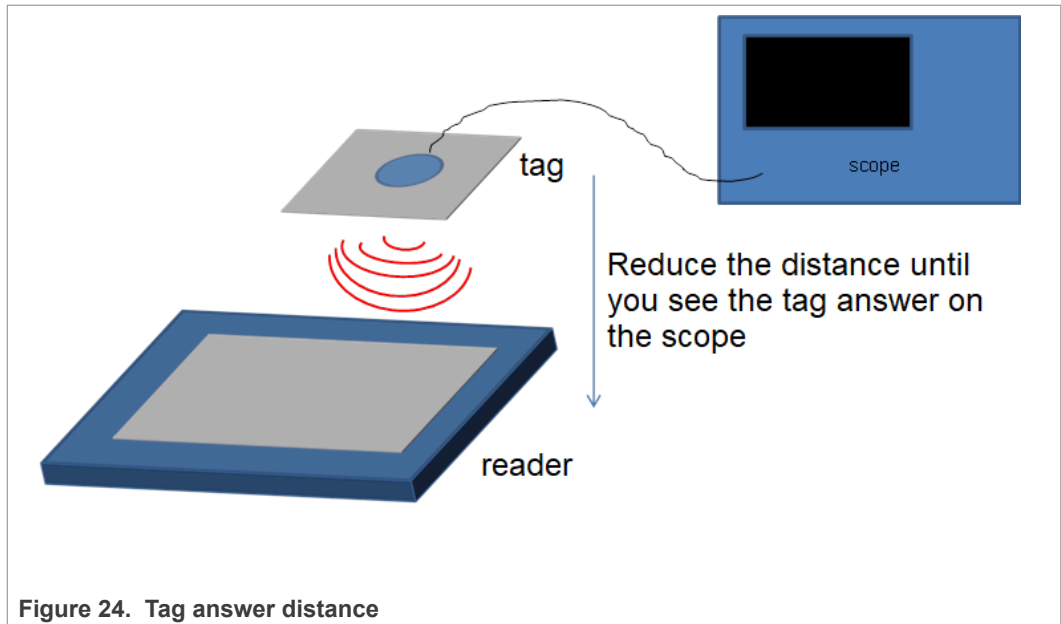 tag
scope
Reduce the distance until
you see the tag answer on
the scope
reader
Figure 24. Tag answer distance